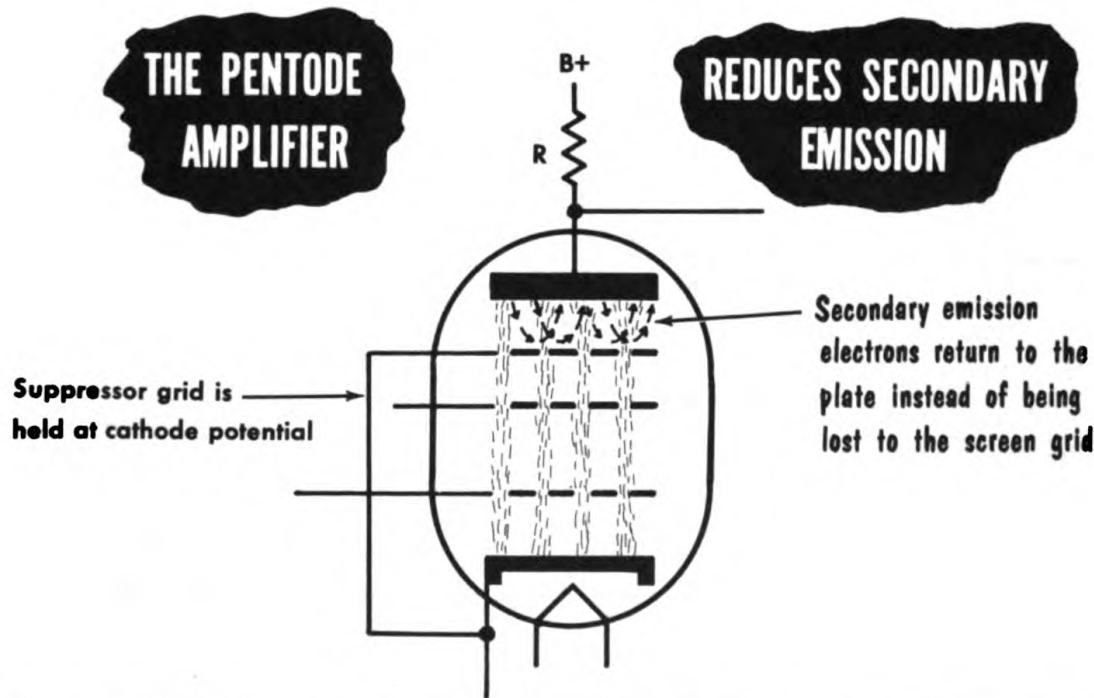 THE PENTODE
AMPLIFIER
B+
REDUCES SECONDARY
EMISSION
R
Secondary emission
electrons return to the
plate instead of being
lost to the screen grid
Suppressor grid is
held at cathode potential